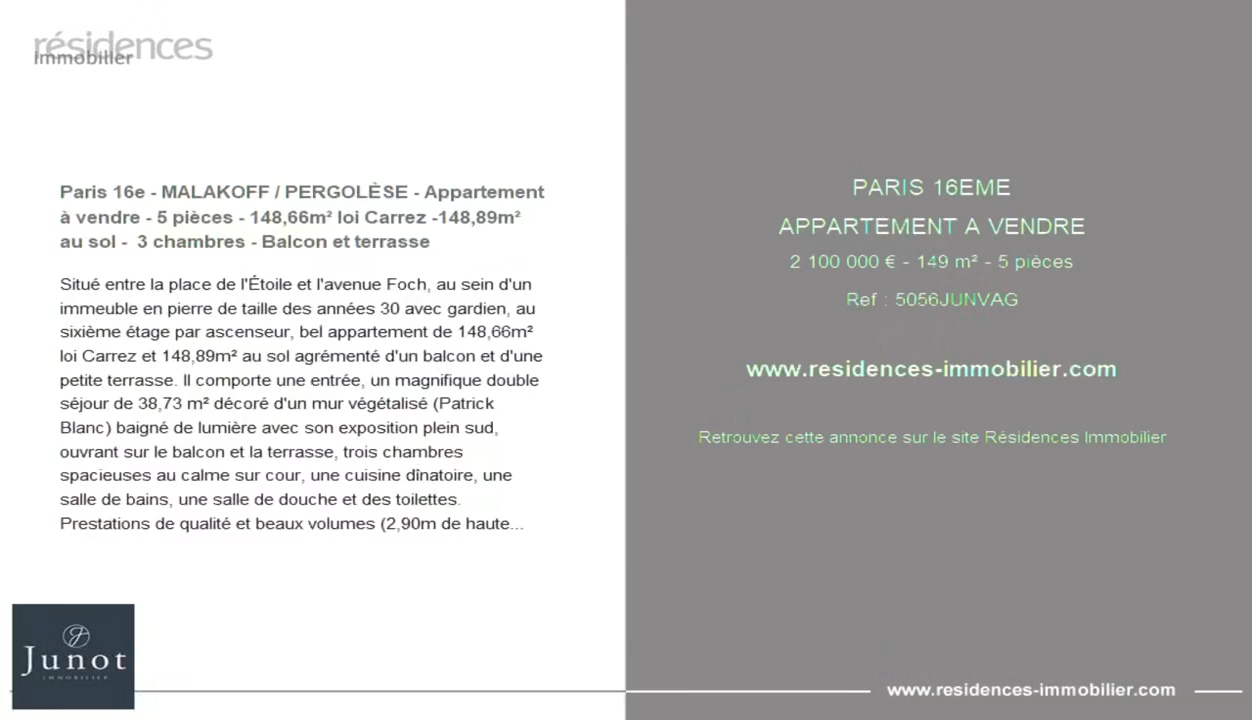 résidences
immobilier
Paris 16e - MALAKOFF / PERGOLÈSE - Appartement
à vendre - 5 pièces - 148,66m² loi Carrez -148,89m²
au sol -  3 chambres - Balcon et terrasse
Situé entre la place de l'Étoile et l'avenue Foch, au sein d'un
immeuble en pierre de taille des années 30 avec gardien, au
sixième étage par ascenseur, bel appartement de 148,66m²
loi Carrez et 148,89m² au sol agrémenté d'un balcon et d'une
petite terrasse. Il comporte une entrée, un magnifique double
séjour de 38,73 m² décoré d'un mur végétalisé (Patrick
Blanc) baigné de lumière avec son exposition plein sud,
ouvrant sur le balcon et la terrasse, trois chambres
spacieuses au calme sur cour, une cuisine dînatoire, une
salle de bains, une salle de douche et des toilettes.
Prestations de qualité et beaux volumes (2,90m de haute...
Junot
IMMOBILIER
PARIS 16EME
APPARTEMENT A VENDRE
2 100 000 € - 149 m² - 5 pièces
Ref : 5056JUNVAG
www.residences-immobilier.com
Retrouvez cette annonce sur le site Résidences Immobilier
www.residences-immobilier.com